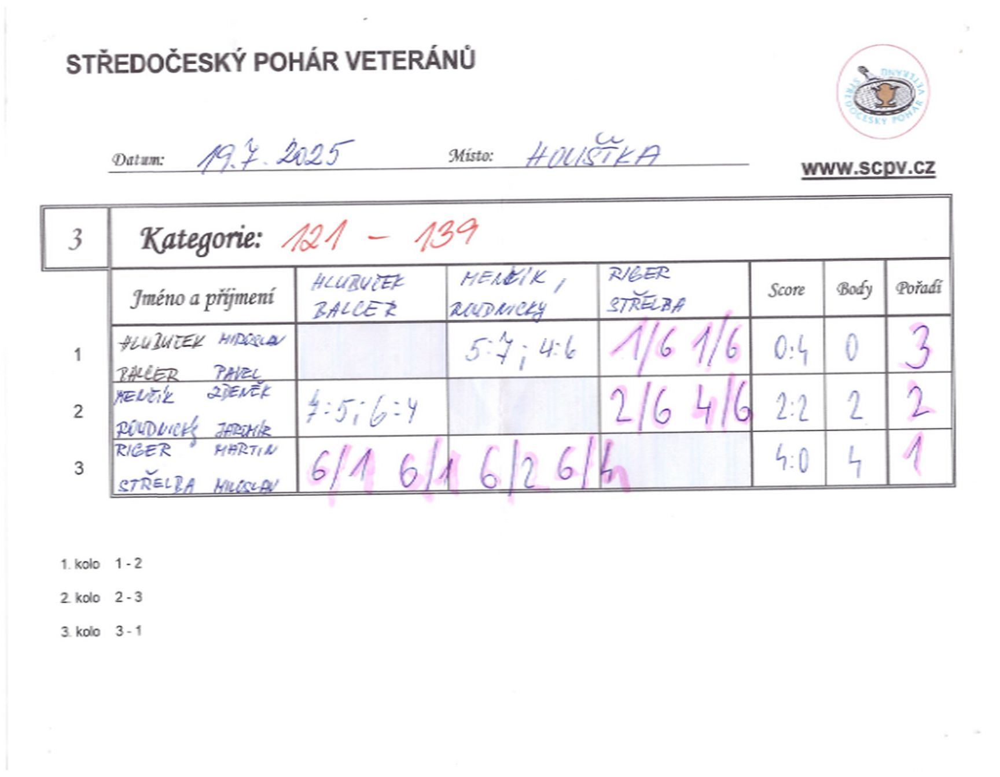 STŘEDOČESKÝ POHÁR VETERÁNŮ
STŘEDOČESKÝ POHÁR VETERÁNŮ
Datum: 19.7.2025 Místo: HOUŠTKA
www.scpv.cz
3 Kategorie: 121 - 139
Jméno a příjmení HLUBUČEK BALCER MENČÍK, ROUDNICKÝ RIGER STŘELBA Score Body Pořadí
1 HLUBUČEK MIROSLAV 5:7; 4:6 1/6 1/6 0:4 0 3
BALCER PAVEL
2 MENČÍK ZDENĚK 7:5; 6:4 2/6 4/6 2:2 2 2
ROUDNICKÝ JAROMÍR
3 RIGER MARTIN 6/1 6/1 6/2 6/4 4:0 4 1
STŘELBA MILOSLAV
1. kolo 1 - 2
2. kolo 2 - 3
3. kolo 3 - 1